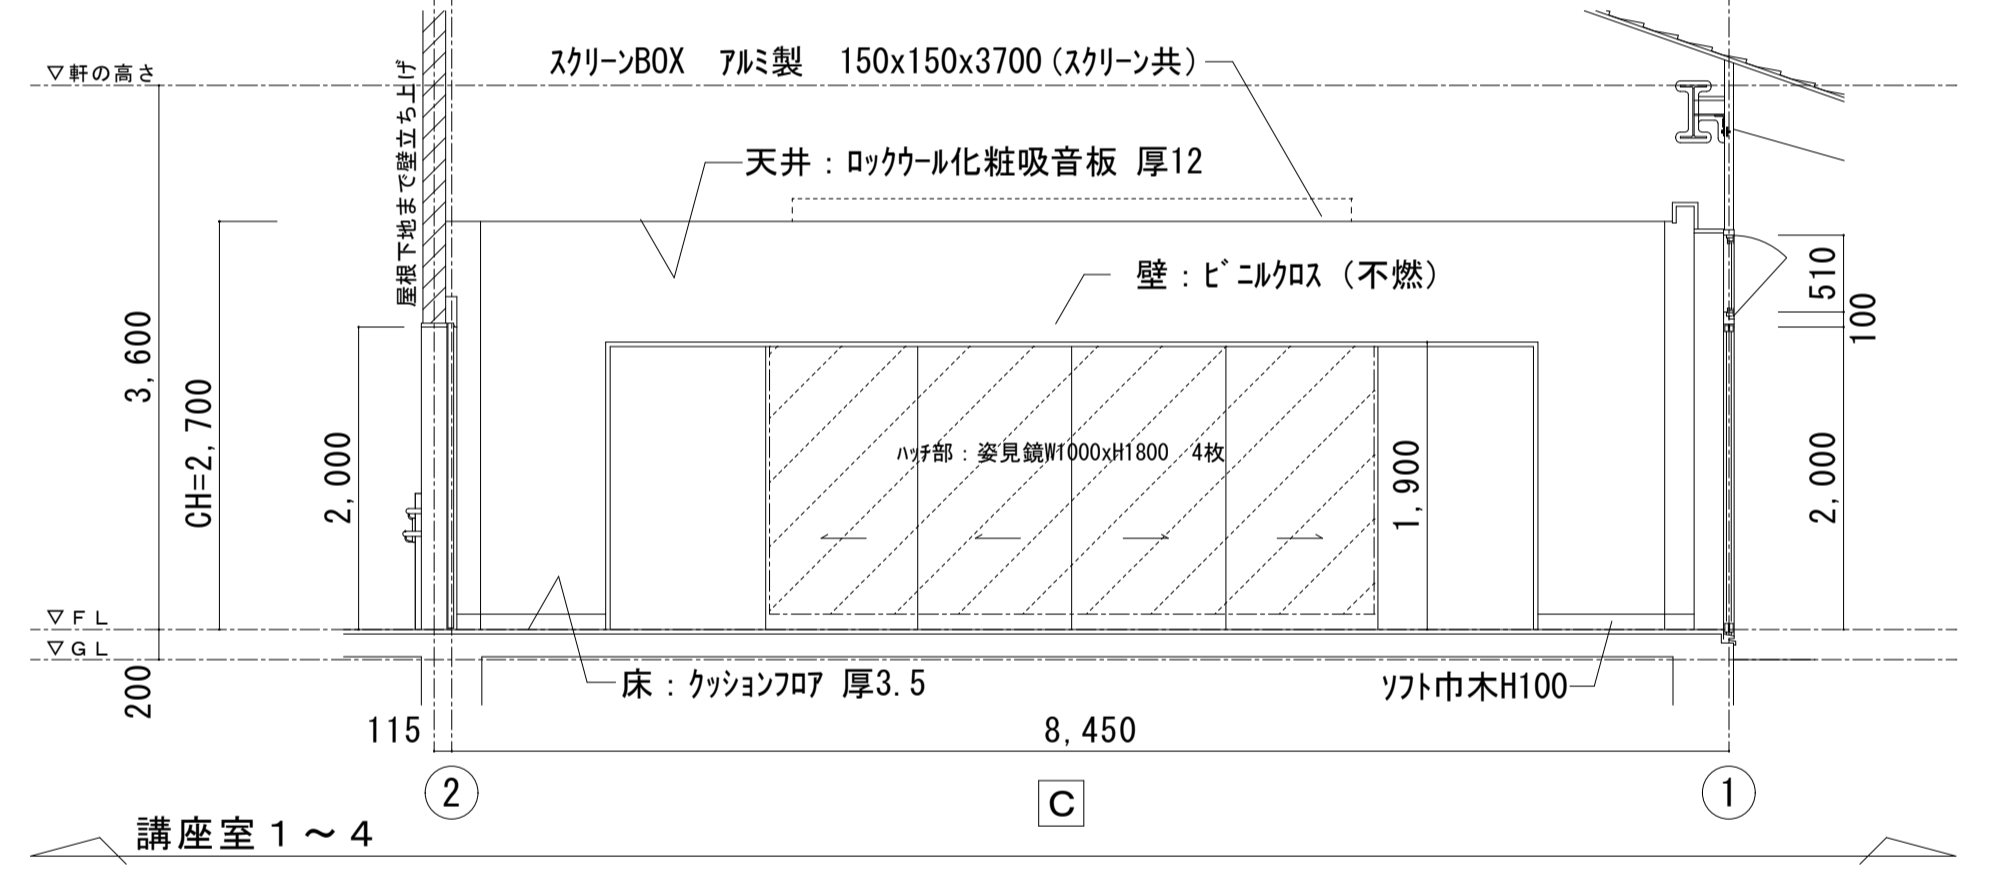 スクリーンBOX アルミ製 150x150x3700(スクリーン共)
▽軒の高さ
屋根下地まで壁立ち上げ
天井：ロックウール化粧吸音板 厚12
壁：ビニルクロス（不燃）
3,600
CH=2,700
2,000
ハッチ部：姿見鏡W1000xH1800 4枚
1,900
510
100
2,000
▽ＦＬ
▽ＧＬ
200
床：クッションフロア 厚3.5
ソフト巾木H100
115
8,450
2
C
1
講座室１～４